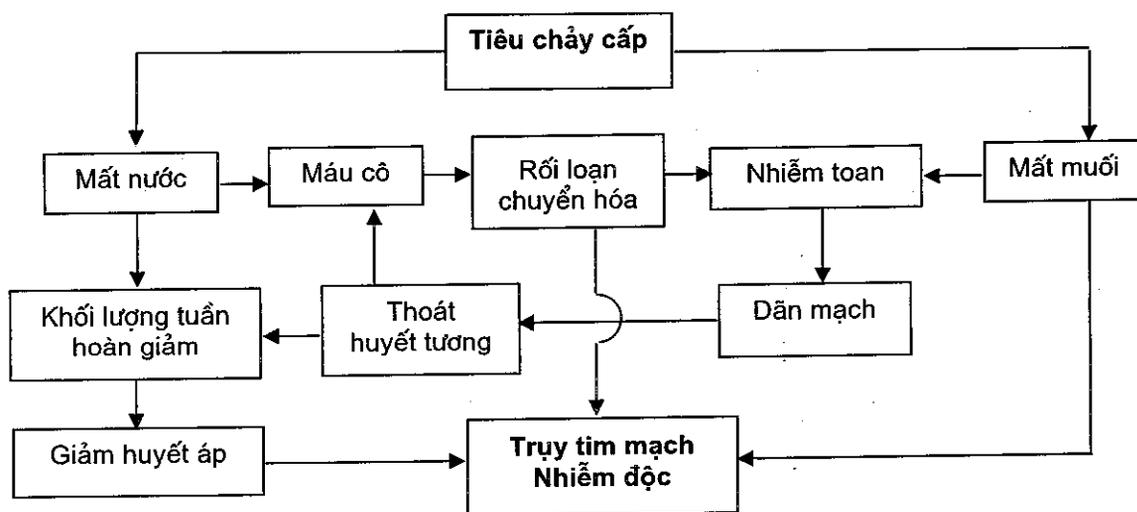 Tiêu chảy cấp
Mất nước
Máu cô
Rối loạn
chuyển hóa
Nhiễm toan
Mất muối
Khối lượng tuần
hoàn giảm
Thoát
huyết tương
Dãn mạch
Giảm huyết áp
Trụy tim mạch
Nhiễm độc